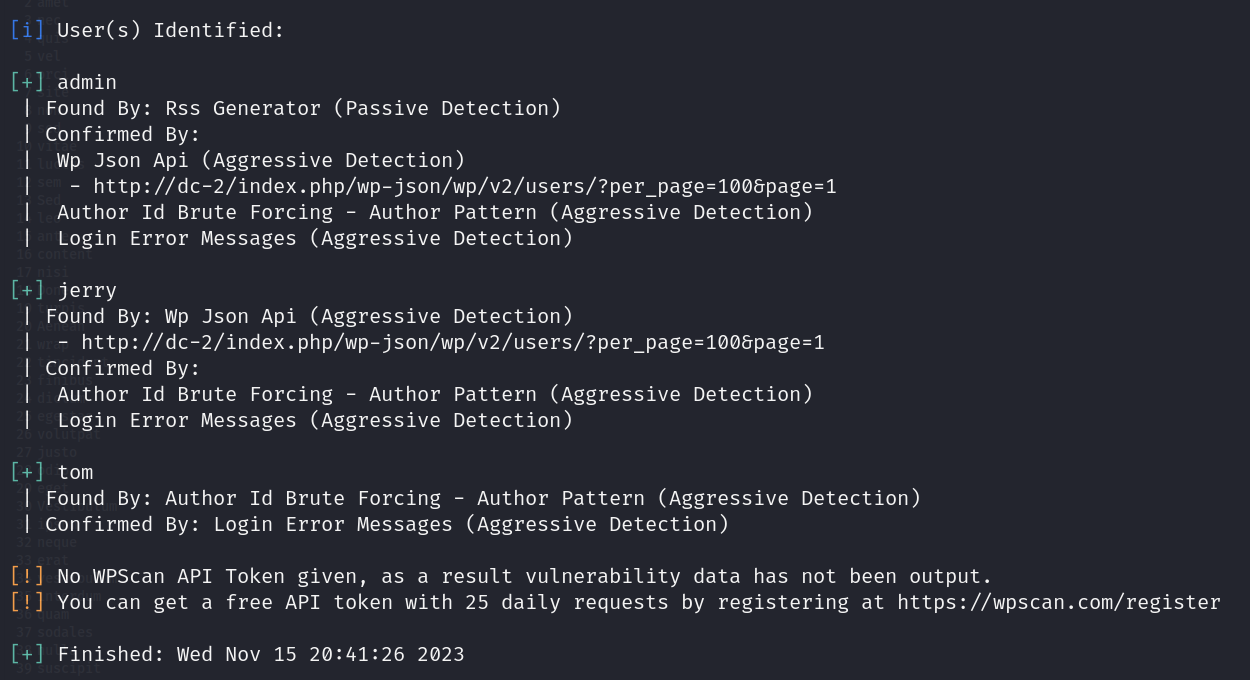 [i] User(s) Identified:

[+] admin
 | Found By: Rss Generator (Passive Detection)
 | Confirmed By:
 |  Wp Json Api (Aggressive Detection)
 |   - http://dc-2/index.php/wp-json/wp/v2/users/?per_page=100&page=1
 |  Author Id Brute Forcing - Author Pattern (Aggressive Detection)
 |  Login Error Messages (Aggressive Detection)

[+] jerry
 | Found By: Wp Json Api (Aggressive Detection)
 |  - http://dc-2/index.php/wp-json/wp/v2/users/?per_page=100&page=1
 | Confirmed By:
 |  Author Id Brute Forcing - Author Pattern (Aggressive Detection)
 |  Login Error Messages (Aggressive Detection)

[+] tom
 | Found By: Author Id Brute Forcing - Author Pattern (Aggressive Detection)
 | Confirmed By: Login Error Messages (Aggressive Detection)

[!] No WPScan API Token given, as a result vulnerability data has not been output.
[!] You can get a free API token with 25 daily requests by registering at https://wpscan.com/register

[+] Finished: Wed Nov 15 20:41:26 2023